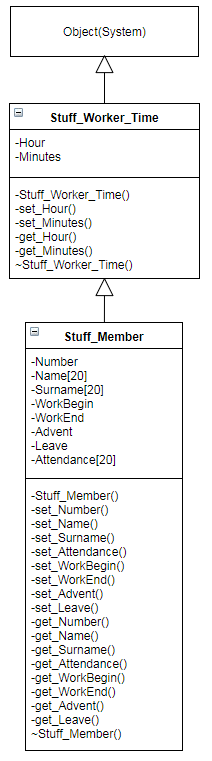 Object(System)
Stuff_Worker_Time
-Hour
-Minutes
-Stuff_Worker_Time()
-set_Hour()
-set_Minutes()
-get_Hour()
-get_Minutes()
~Stuff_Worker_Time()
Stuff_Member
-Number
-Name[20]
-Surname[20]
-WorkBegin
-WorkEnd
-Advent
-Leave
-Attendance[20]
-Stuff_Member()
-set_Number()
-set_Name()
-set_Surname()
-set_Attendance()
-set_WorkBegin()
-set_WorkEnd()
-set_Advent()
-set_Leave()
-get_Number()
-get_Name()
-get_Surname()
-get_Attendance()
-get_WorkBegin()
-get_WorkEnd()
-get_Advent()
-get_Leave()
~Stuff_Member()